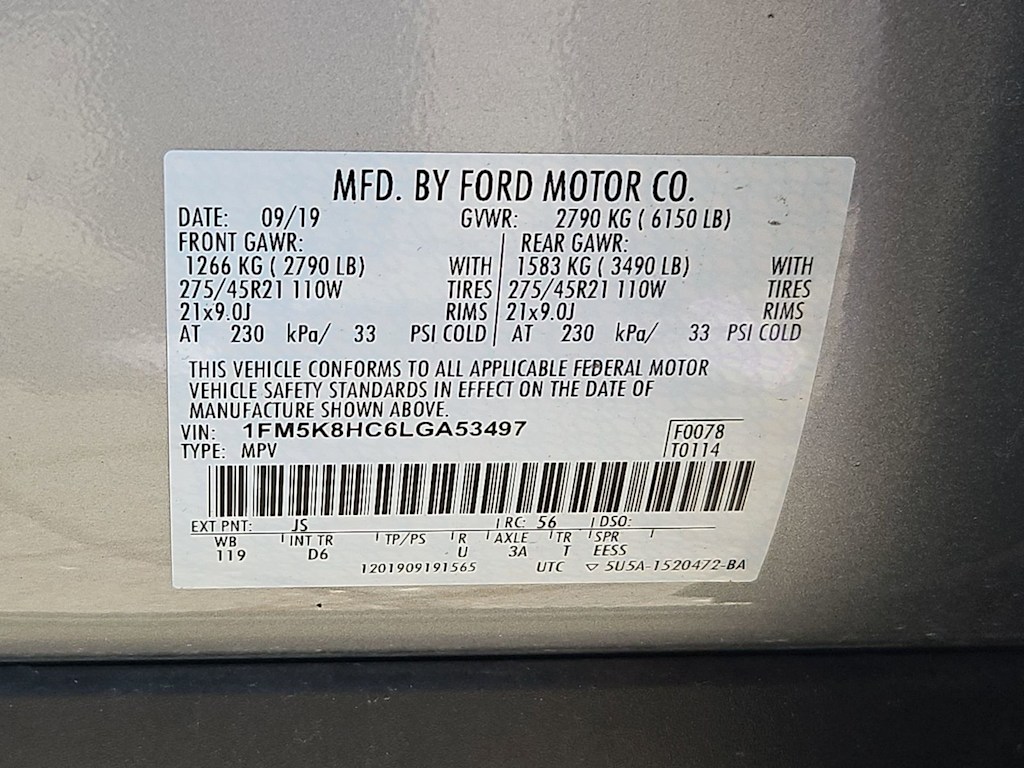 MFD. BY FORD MOTOR CO.
DATE: 09/19 GVWR: 2790 KG ( 6150 LB)
FRONT GAWR: REAR GAWR:
1266 KG ( 2790 LB) WITH 1583 KG ( 3490 LB) WITH
275/45R21 110W TIRES 275/45R21 110W TIRES
21x9.0J RIMS 21x9.0J RIMS
AT 230 kPa/ 33 PSI COLD AT 230 kPa/ 33 PSI COLD
THIS VEHICLE CONFORMS TO ALL APPLICABLE FEDERAL MOTOR
VEHICLE SAFETY STANDARDS IN EFFECT ON THE DATE OF
MANUFACTURE SHOWN ABOVE.
VIN: 1FM5K8HC6LGA53497 F0078
TYPE: MPV T0114
EXT PNT: JS RC: 56 DSO:
WB INT TR TP/PS R AXLE TR SPR
119 D6 U 3A T EESS
1201909191565 UTC ▽ 5U5A-1520472-BA